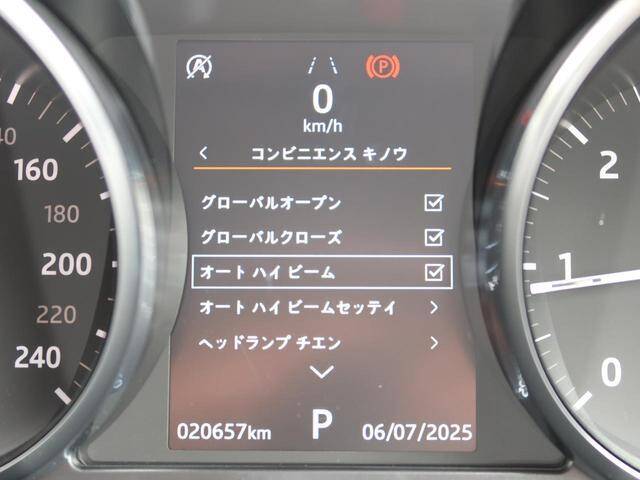 0
km/h
コンビニエンス キノウ
グローバルオープン
グローバルクローズ
オート ハイ ビーム
オート ハイ ビームセッテイ
ヘッドランプ チエン
020657km P 06/07/2025
160
180
200
220
240
2
1
0
A
P